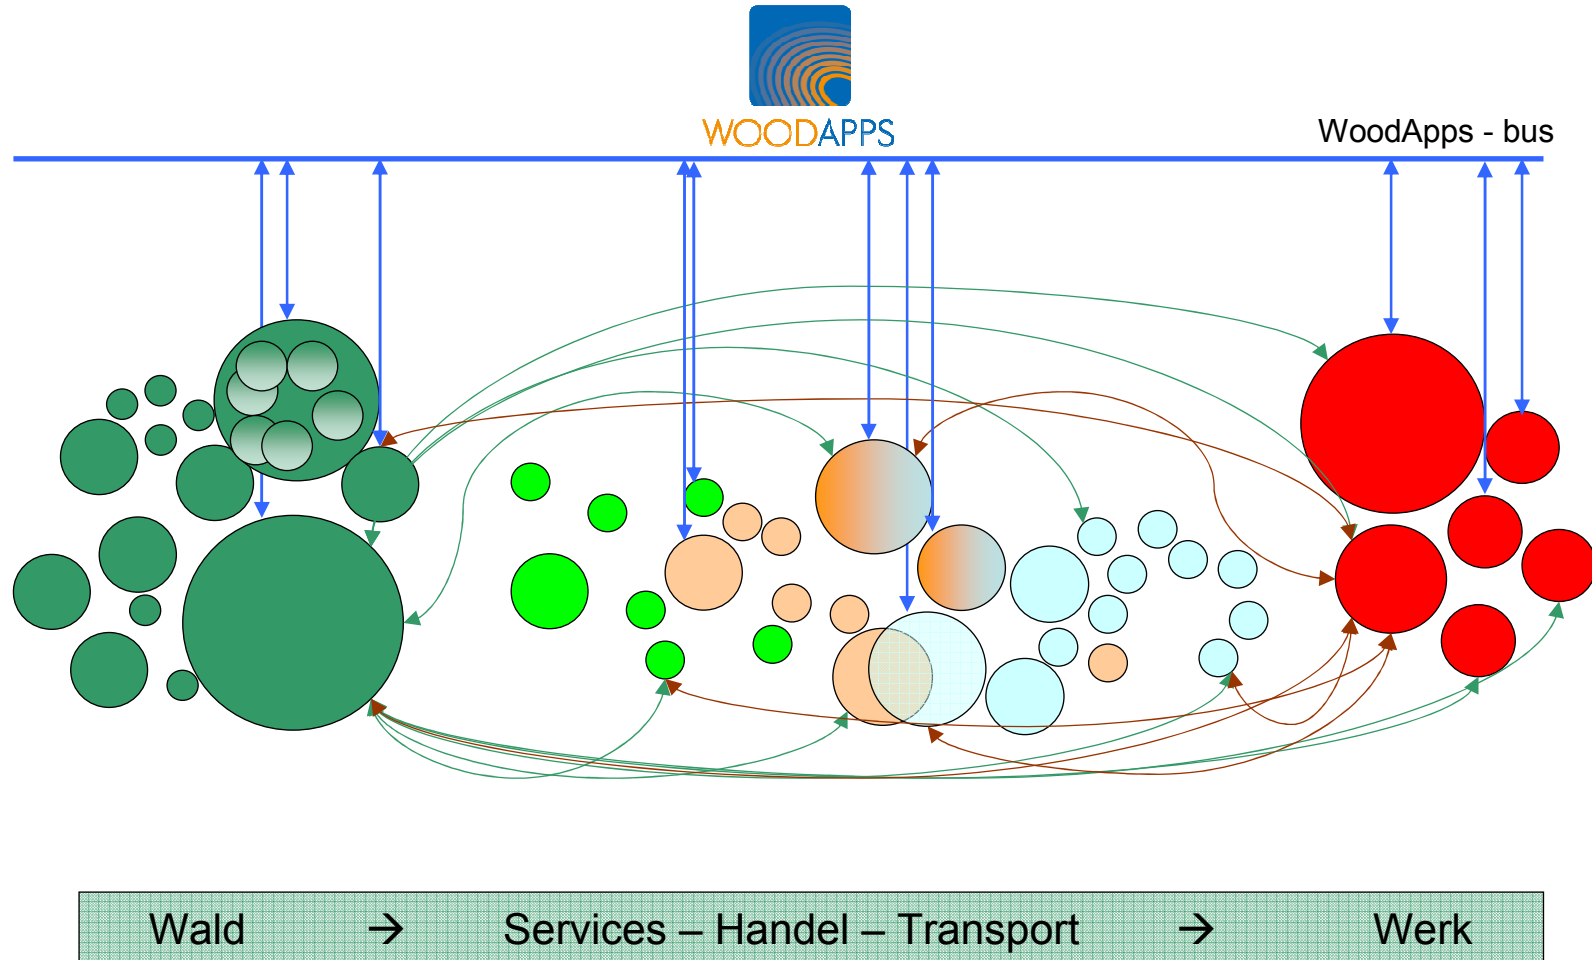 WOODAPPS
WoodApps - bus
Wald → Services – Handel – Transport → Werk